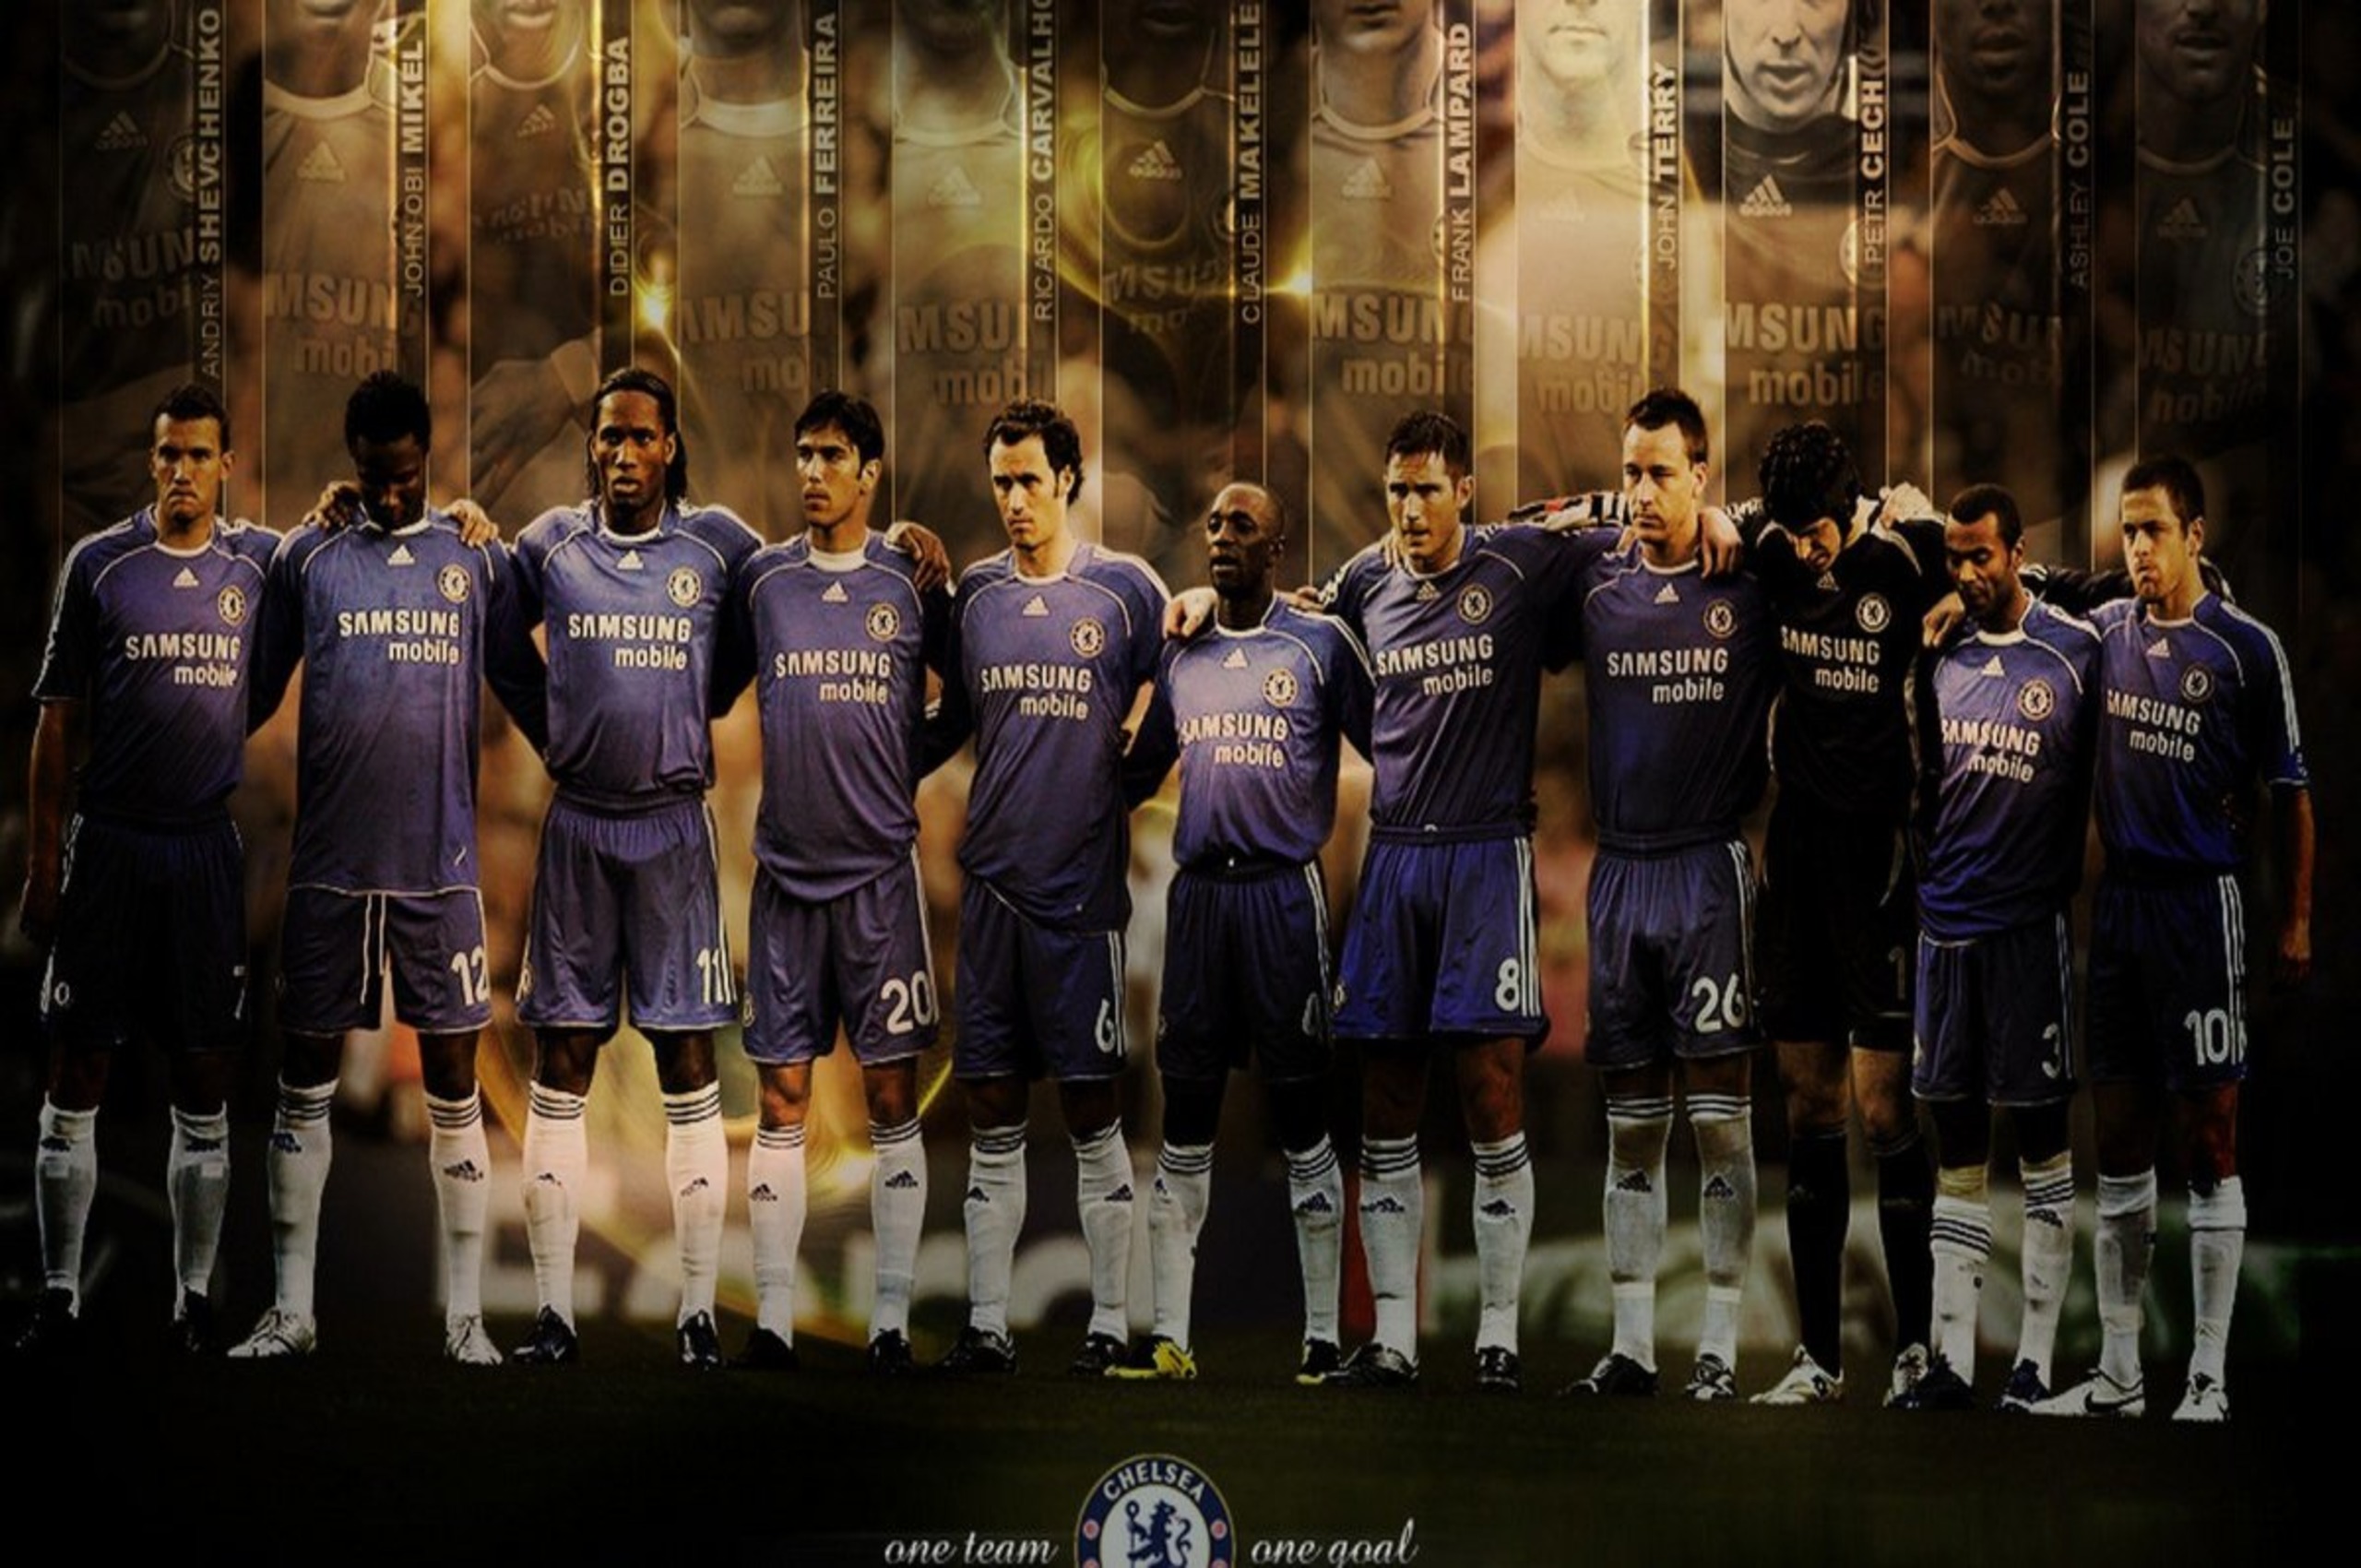 ANDRIY SHEVCHENKO
JOHN OBI MIKEL
DIDIER DROGBA
PAULO FERREIRA
RICARDO CARVALHO
CLAUDE MAKELELE
FRANK LAMPARD
JOHN TERRY
PETR CECH
ASHLEY COLE
JOE COLE
SAMSUNG
mobile
SAMSUNG
mobile
SAMSUNG
mobile
SAMSUNG
mobile
SAMSUNG
mobile
SAMSUNG
mobile
SAMSUNG
mobile
SAMSUNG
mobile
SAMSUNG
mobile
SAMSUNG
mobile
SAMSUNG
mobile
7
12
11
20
6
8
26
1
3
10
CHELSEA
one team
one goal